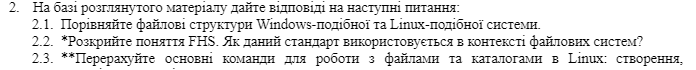 2. На базі розглянутого матеріалу дайте відповіді на наступні питання:
2.1. Порівняйте файлові структури Windows-подібної та Linux-подібної системи.
2.2. *Розкрийте поняття FHS. Як даний стандарт використовується в контексті файлових систем?
2.3. **Перерахуйте основні команди для роботи з файлами та каталогами в Linux: створення,